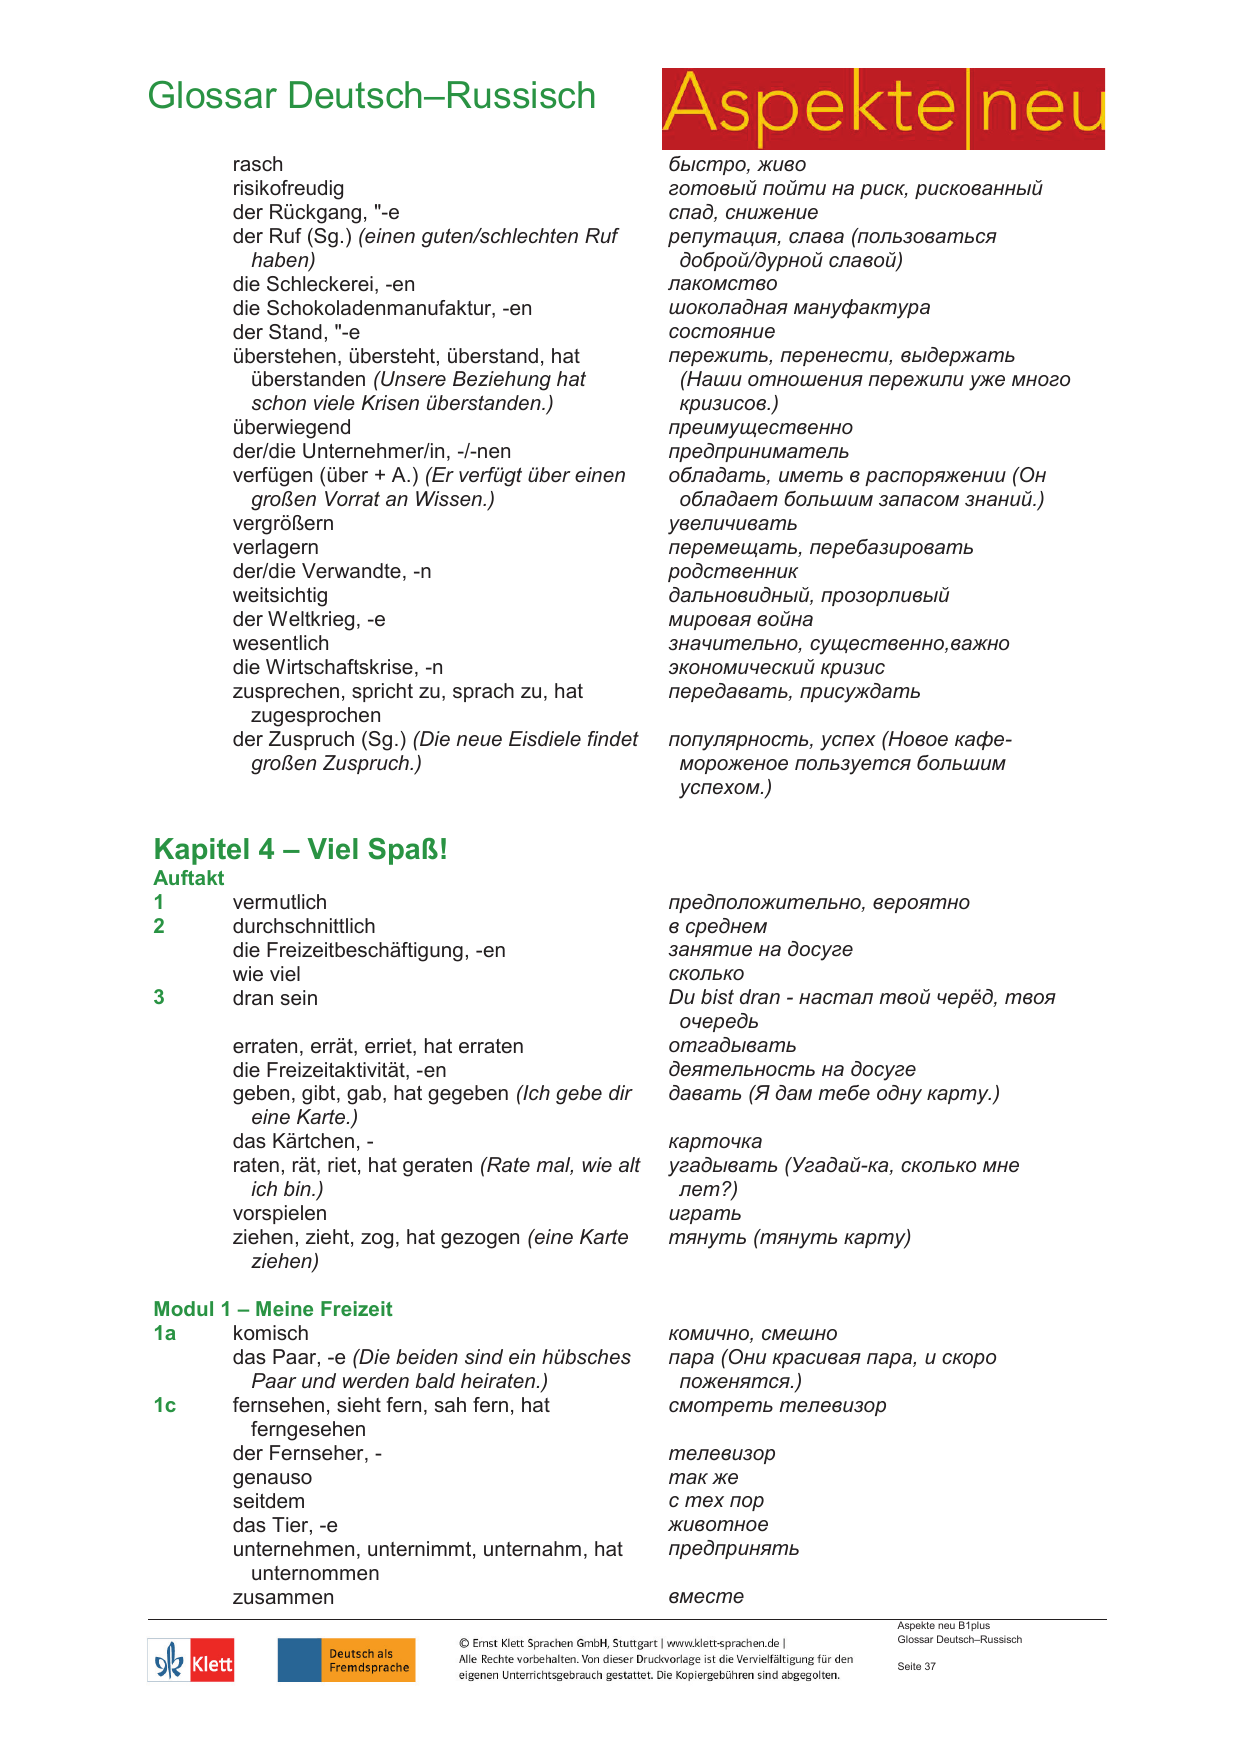 Glossar Deutsch–Russisch
Aspekte|neu
rasch быстро, живо
risikofreudig готовый пойти на риск, рискованный
der Rückgang, "-e спад, снижение
der Ruf (Sg.) (einen guten/schlechten Ruf репутация, слава (пользоваться
haben) доброй/дурной славой)
die Schleckerei, -en лакомство
die Schokoladenmanufaktur, -en шоколадная мануфактура
der Stand, "-e состояние
überstehen, übersteht, überstand, hat пережить, перенести, выдержать
überstanden (Unsere Beziehung hat (Наши отношения пережили уже много
schon viele Krisen überstanden.) кризисов.)
überwiegend преимущественно
der/die Unternehmer/in, -/-nen предприниматель
verfügen (über + A.) (Er verfügt über einen обладать, иметь в распоряжении (Он
großen Vorrat an Wissen.) обладает большим запасом знаний.)
vergrößern увеличивать
verlagern перемещать, перебазировать
der/die Verwandte, -n родственник
weitsichtig дальновидный, прозорливый
der Weltkrieg, -e мировая война
wesentlich значительно, существенно,важно
die Wirtschaftskrise, -n экономический кризис
zusprechen, spricht zu, sprach zu, hat передавать, присуждать
zugesprochen
der Zuspruch (Sg.) (Die neue Eisdiele findet популярность, успех (Новое кафе-
großen Zuspruch.) мороженое пользуется большим
успехом.)
Kapitel 4 – Viel Spaß!
Auftakt
1 vermutlich предположительно, вероятно
2 durchschnittlich в среднем
die Freizeitbeschäftigung, -en занятие на досуге
wie viel сколько
3 dran sein Du bist dran - настал твой черёд, твоя
очередь
erraten, errät, erriet, hat erraten отгадывать
die Freizeitaktivität, -en деятельность на досуге
geben, gibt, gab, hat gegeben (Ich gebe dir давать (Я дам тебе одну карту.)
eine Karte.)
das Kärtchen, - карточка
raten, rät, riet, hat geraten (Rate mal, wie alt угадывать (Угадай-ка, сколько мне
ich bin.) лет?)
vorspielen играть
ziehen, zieht, zog, hat gezogen (eine Karte тянуть (тянуть карту)
ziehen)
Modul 1 – Meine Freizeit
1a komisch комично, смешно
das Paar, -e (Die beiden sind ein hübsches пара (Они красивая пара, и скоро
Paar und werden bald heiraten.) поженятся.)
1c fernsehen, sieht fern, sah fern, hat смотреть телевизор
ferngesehen
der Fernseher, - телевизор
genauso так же
seitdem с тех пор
das Tier, -e животное
unternehmen, unternimmt, unternahm, hat предпринять
unternommen
zusammen вместе
Klett
Deutsch als
Fremdsprache
© Ernst Klett Sprachen GmbH, Stuttgart | www.klett-sprachen.de |
Alle Rechte vorbehalten. Von dieser Druckvorlage ist die Vervielfältigung für den
eigenen Unterrichtsgebrauch gestattet. Die Kopiergebühren sind abgegolten.
Aspekte neu B1plus
Glossar Deutsch–Russisch
Seite 37